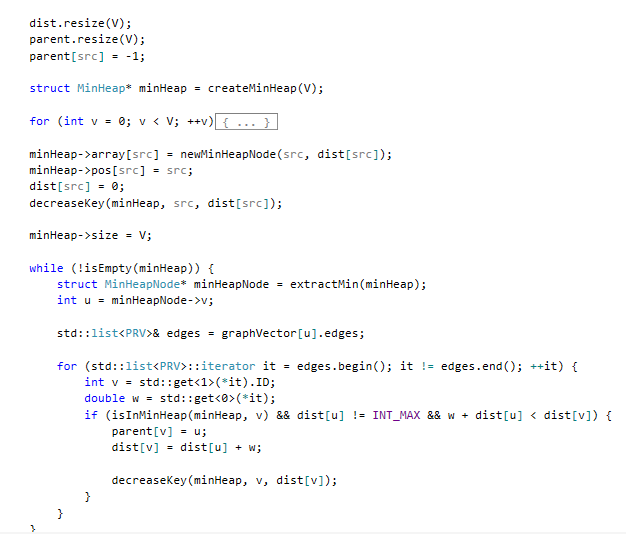 dist.resize(V);
parent.resize(V);
parent[src] = -1;
struct MinHeap* minHeap = createMinHeap(V);
for (int v = 0; v < V; ++v){ ... }
minHeap->array[src] = newMinHeapNode(src, dist[src]);
minHeap->pos[src] = src;
dist[src] = 0;
decreaseKey(minHeap, src, dist[src]);
minHeap->size = V;
while (!isEmpty(minHeap)) {
struct MinHeapNode* minHeapNode = extractMin(minHeap);
int u = minHeapNode->v;
std::list<PRV>& edges = graphVector[u].edges;
for (std::list<PRV>::iterator it = edges.begin(); it != edges.end(); ++it) {
int v = std::get<1>(*it).ID;
double w = std::get<0>(*it);
if (isInMinHeap(minHeap, v) && dist[u] != INT_MAX && w + dist[u] < dist[v]) {
parent[v] = u;
dist[v] = dist[u] + w;
decreaseKey(minHeap, v, dist[v]);
}
}
}